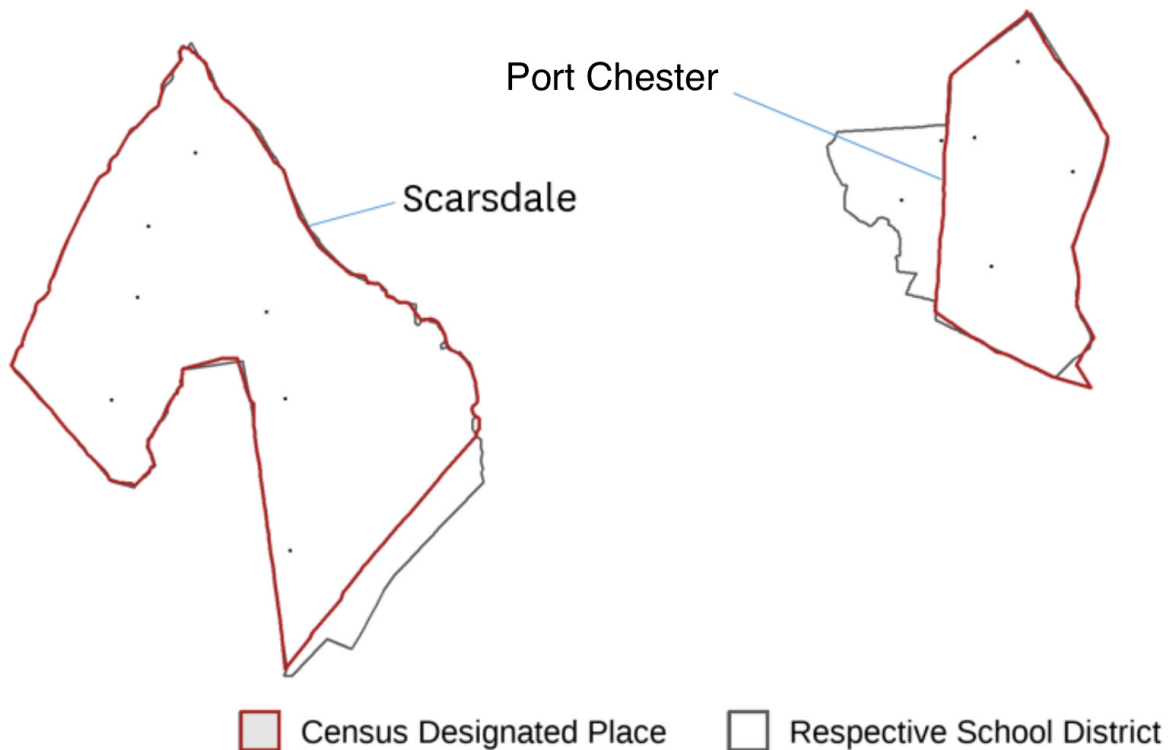 Port Chester
Scarsdale
Census Designated Place
Respective School District